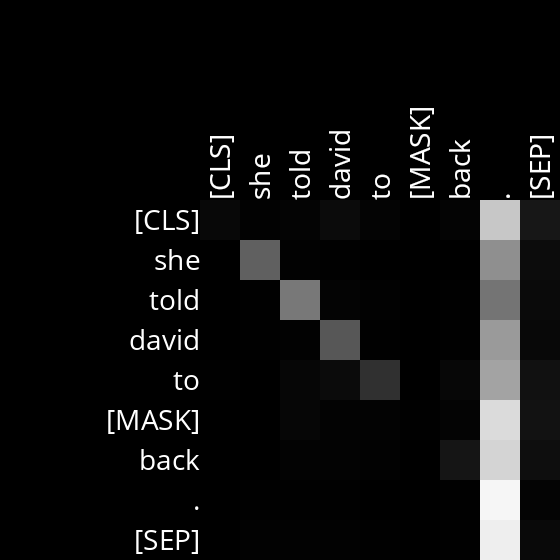 [CLS] she told david to [MASK] back . [SEP]
[CLS]
she
told
david
to
[MASK]
back
.
[SEP]